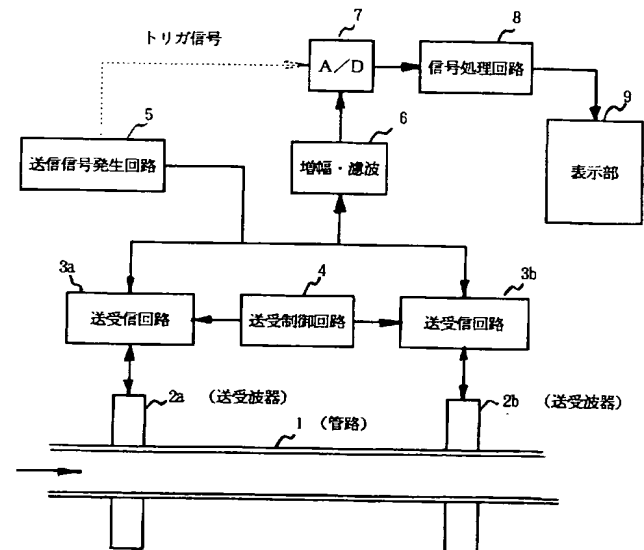 7
8
トリガ信号
A／D
信号処理回路
9
5
6
送信信号発生回路
増幅・濾波
表示部
3a
4
3b
送受信回路
送受制御回路
送受信回路
2a （送受波器）
2b （送受波器）
1 （管路）